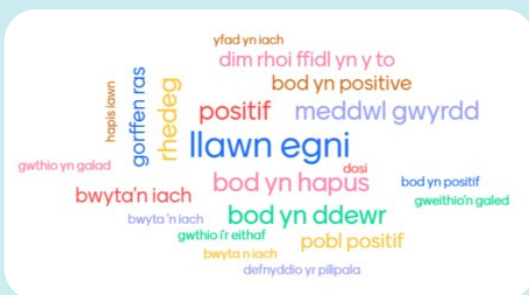 yfad yn iach
dim rhoi ffidl yn y to
bod yn positive
hapis iawn
gorffen ras
rhedeg
positif
meddwl gwyrdd
llawn egni
gwthio yn galad
dosi
bod yn hapus
bod yn positif
bwyta'n iach
gweithio'n galed
bwyta 'n iach
bod yn ddewr
gwthio i'r eithaf
pobl positif
bwyta n iach
defnyddio yr pilipala